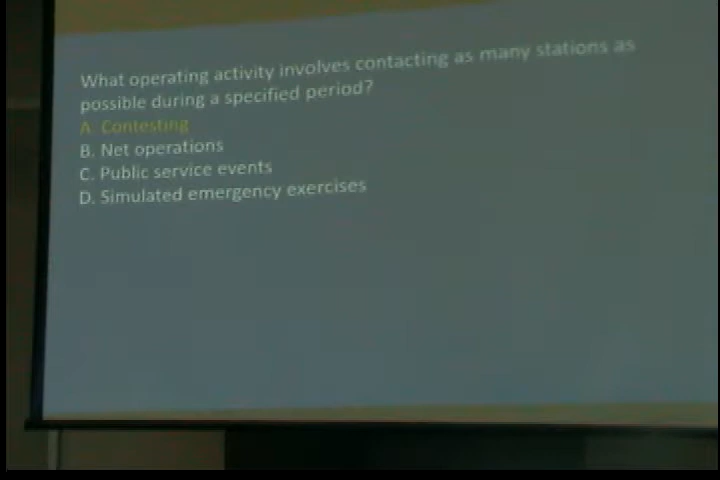 What operating activity involves contacting as many stations as
possible during a specified period?
A. Contesting
B. Net operations
C. Public service events
D. Simulated emergency exercises